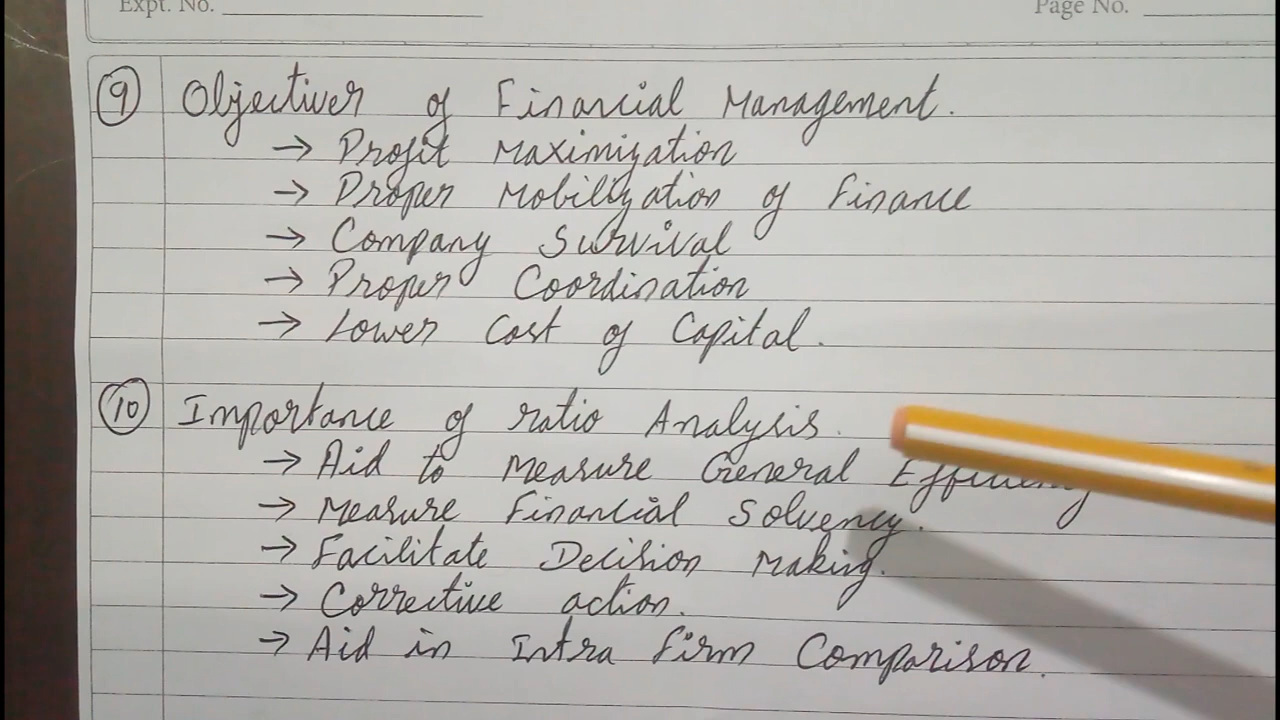 Expt. No. Page No.
9 Objectives of Financial Management.
→ Profit Maximization
→ Proper Mobilization of Finance
→ Company Survival
→ Proper Coordination
→ Lower Cost of Capital.
10 Importance of ratio Analysis.
→ Aid to Measure General Efficiency
→ Measure Financial Solvency.
→ Facilitate Decision Making.
→ Corrective action.
→ Aid in Intra firm Comparison.